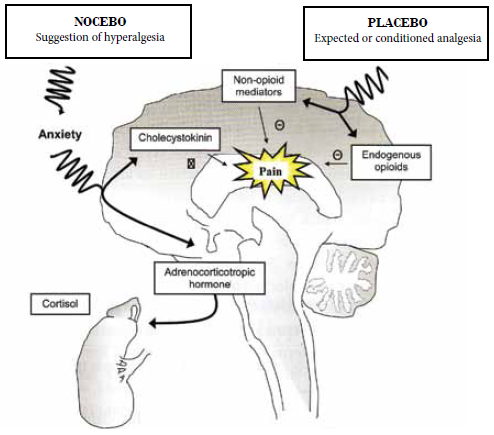 NOCEBO
Suggestion of hyperalgesia
PLACEBO
Expected or conditioned analgesia
Non-opioid
mediators
Anxiety
Cholecystokinin
Endogenous
opioids
Pain
Adrenocorticotropic
hormone
Cortisol